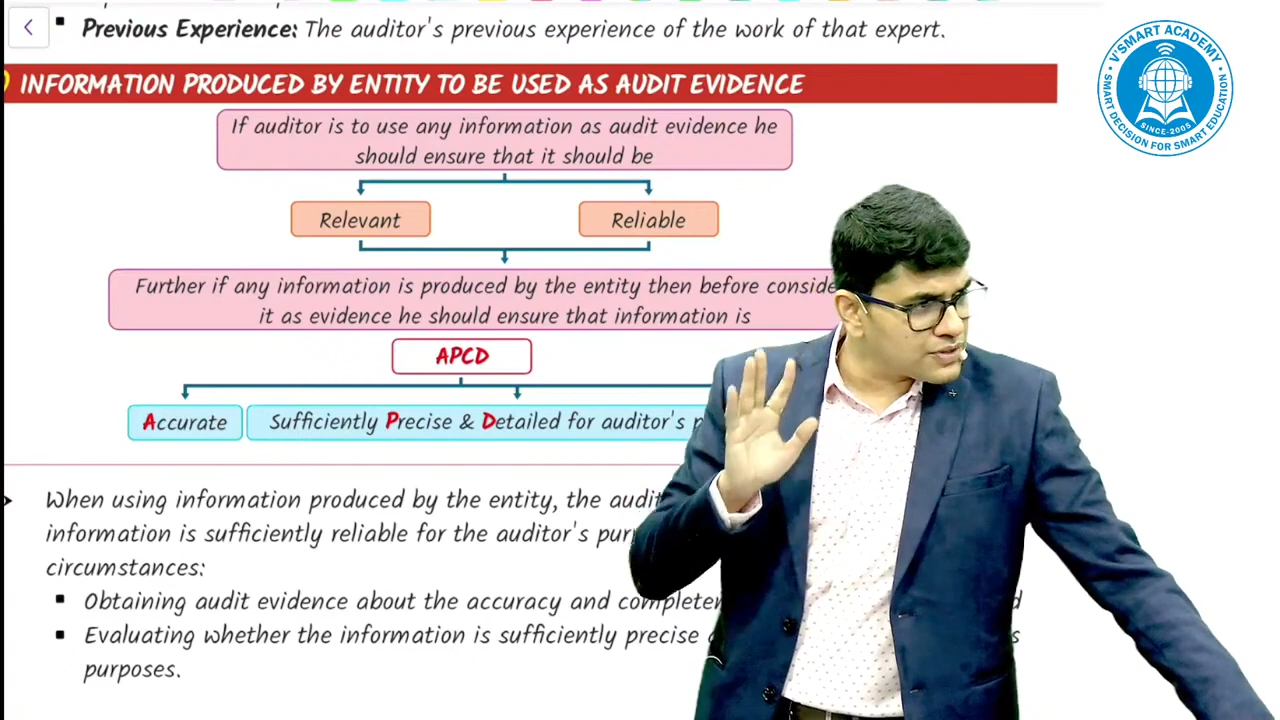 Previous Experience: The auditor's previous experience of the work of that expert.
INFORMATION PRODUCED BY ENTITY TO BE USED AS AUDIT EVIDENCE
If auditor is to use any information as audit evidence he
should ensure that it should be
Relevant
Reliable
Further if any information is produced by the entity then before
it as evidence he should ensure that information is
APCD
Accurate
Sufficiently Precise & Detailed for auditor's
When using information produced by the entity, the
information is sufficiently reliable for the auditor's
circumstances:
Obtaining audit evidence about the accuracy and
Evaluating whether the information is sufficiently precise
purposes.
V'SMART ACADEMY
SMART DECISION FOR SMART EDUCATION
SINCE-2005